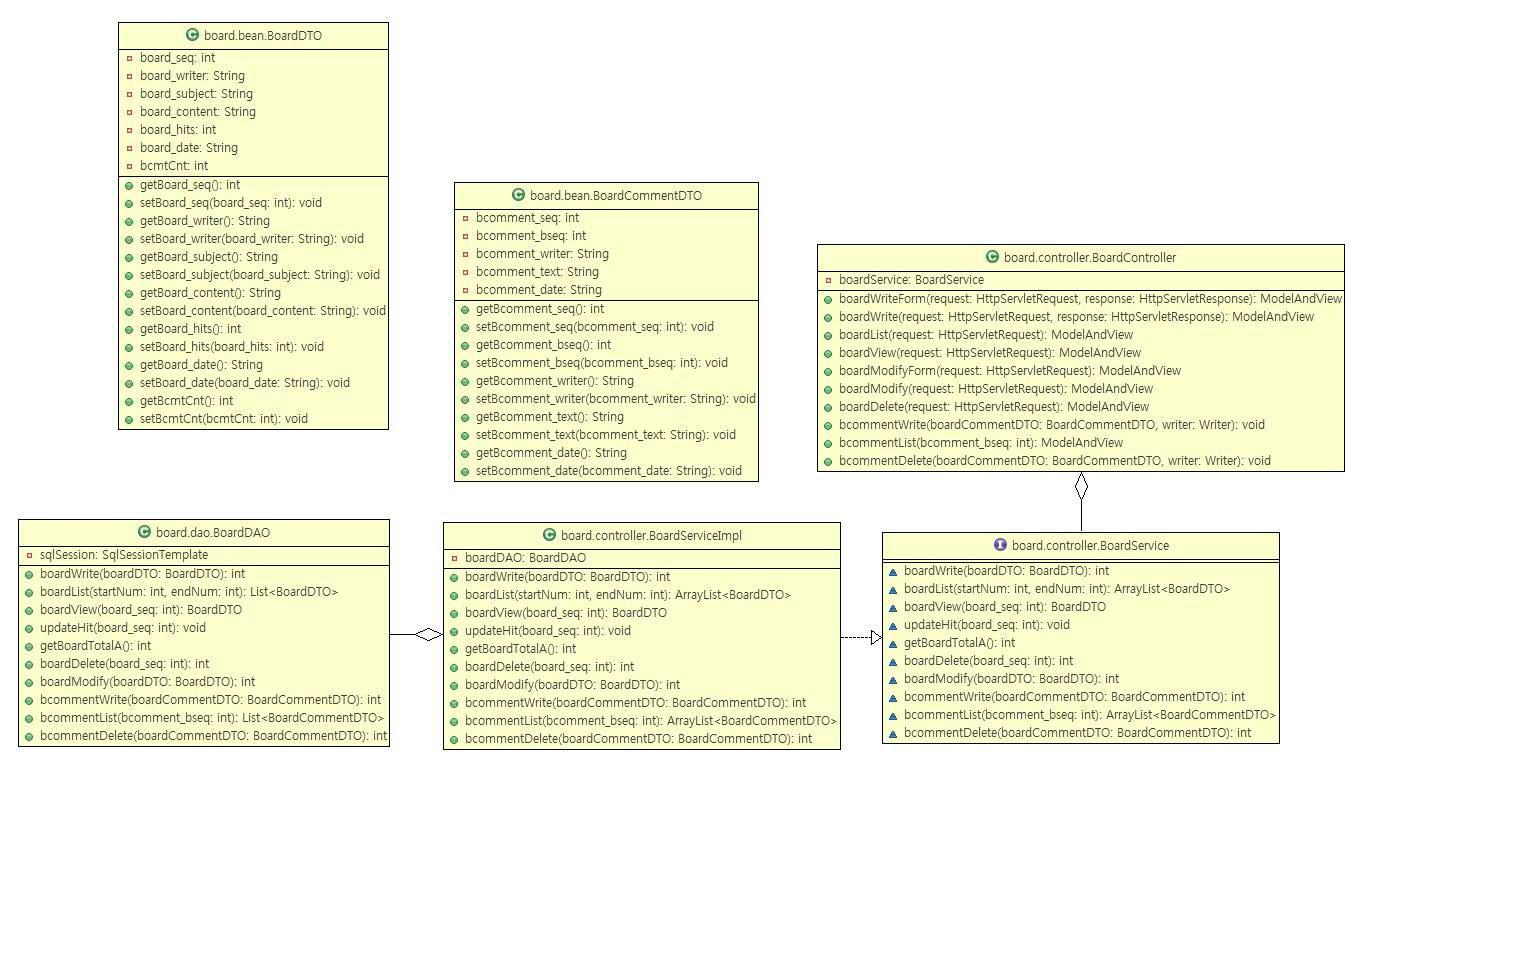 board.bean.BoardDTO
board_seq: int
board_writer: String
board_subject: String
board_content: String
board_hits: int
board_date: String
bcmtCnt: int
getBoard_seq(): int
setBoard_seq(board_seq: int): void
getBoard_writer(): String
setBoard_writer(board_writer: String): void
getBoard_subject(): String
setBoard_subject(board_subject: String): void
getBoard_content(): String
setBoard_content(board_content: String): void
getBoard_hits(): int
setBoard_hits(board_hits: int): void
getBoard_date(): String
setBoard_date(board_date: String): void
getBcmtCnt(): int
setBcmtCnt(bcmtCnt: int): void
board.bean.BoardCommentDTO
bcomment_seq: int
bcomment_bseq: int
bcomment_writer: String
bcomment_text: String
bcomment_date: String
getBcomment_seq(): int
setBcomment_seq(bcomment_seq: int): void
getBcomment_bseq(): int
setBcomment_bseq(bcomment_bseq: int): void
getBcomment_writer(): String
setBcomment_writer(bcomment_writer: String): void
getBcomment_text(): String
setBcomment_text(bcomment_text: String): void
getBcomment_date(): String
setBcomment_date(bcomment_date: String): void
board.controller.BoardController
boardService: BoardService
boardWriteForm(request: HttpServletRequest, response: HttpServletResponse): ModelAndView
boardWrite(request: HttpServletRequest, response: HttpServletResponse): ModelAndView
boardList(request: HttpServletRequest): ModelAndView
boardView(request: HttpServletRequest): ModelAndView
boardModifyForm(request: HttpServletRequest): ModelAndView
boardModify(request: HttpServletRequest): ModelAndView
boardDelete(request: HttpServletRequest): ModelAndView
bcommentWrite(boardCommentDTO: BoardCommentDTO, writer: Writer): void
bcommentList(bcomment_bseq: int): ModelAndView
bcommentDelete(boardCommentDTO: BoardCommentDTO, writer: Writer): void
board.dao.BoardDAO
sqlSession: SqlSessionTemplate
boardWrite(boardDTO: BoardDTO): int
boardList(startNum: int, endNum: int): List<BoardDTO>
boardView(board_seq: int): BoardDTO
updateHit(board_seq: int): void
getBoardTotalA(): int
boardDelete(board_seq: int): int
boardModify(boardDTO: BoardDTO): int
bcommentWrite(boardCommentDTO: BoardCommentDTO): int
bcommentList(bcomment_bseq: int): List<BoardCommentDTO>
bcommentDelete(boardCommentDTO: BoardCommentDTO): int
board.controller.BoardServiceImpl
boardDAO: BoardDAO
boardWrite(boardDTO: BoardDTO): int
boardList(startNum: int, endNum: int): ArrayList<BoardDTO>
boardView(board_seq: int): BoardDTO
updateHit(board_seq: int): void
getBoardTotalA(): int
boardDelete(board_seq: int): int
boardModify(boardDTO: BoardDTO): int
bcommentWrite(boardCommentDTO: BoardCommentDTO): int
bcommentList(bcomment_bseq: int): ArrayList<BoardCommentDTO>
bcommentDelete(boardCommentDTO: BoardCommentDTO): int
board.controller.BoardService
boardWrite(boardDTO: BoardDTO): int
boardList(startNum: int, endNum: int): ArrayList<BoardDTO>
boardView(board_seq: int): BoardDTO
updateHit(board_seq: int): void
getBoardTotalA(): int
boardDelete(board_seq: int): int
boardModify(boardDTO: BoardDTO): int
bcommentWrite(boardCommentDTO: BoardCommentDTO): int
bcommentList(bcomment_bseq: int): ArrayList<BoardCommentDTO>
bcommentDelete(boardCommentDTO: BoardCommentDTO): int